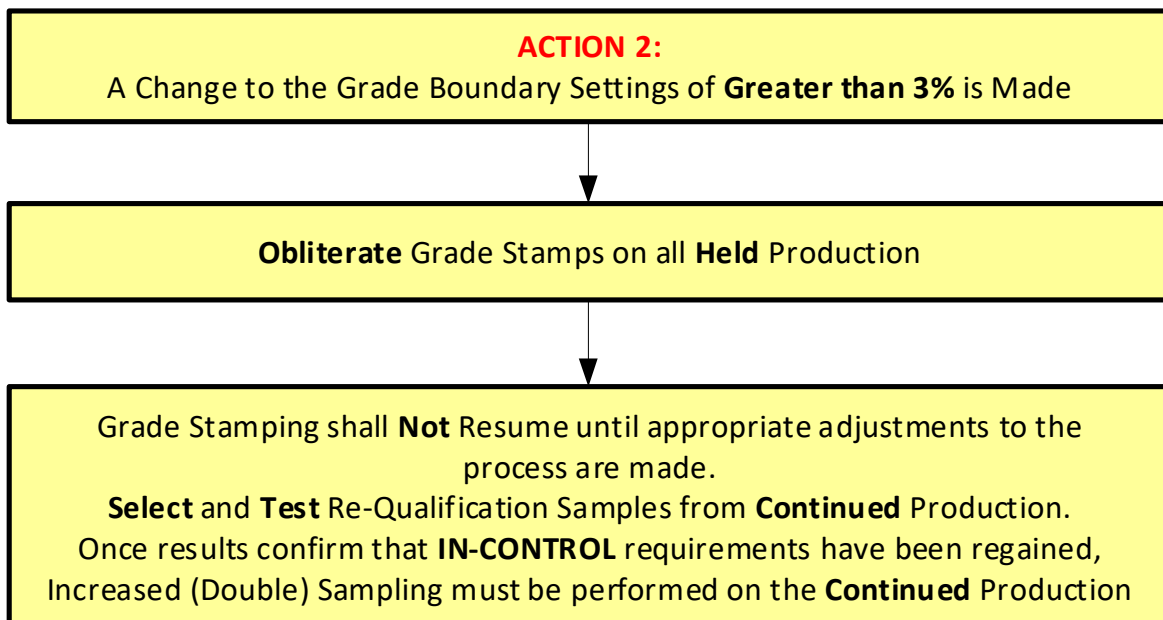 ACTION 2:
A Change to the Grade Boundary Settings of Greater than 3% is Made
Obliterate Grade Stamps on all Held Production
Grade Stamping shall Not Resume until appropriate adjustments to the
process are made.
Select and Test Re-Qualification Samples from Continued Production.
Once results confirm that IN-CONTROL requirements have been regained,
Increased (Double) Sampling must be performed on the Continued Production